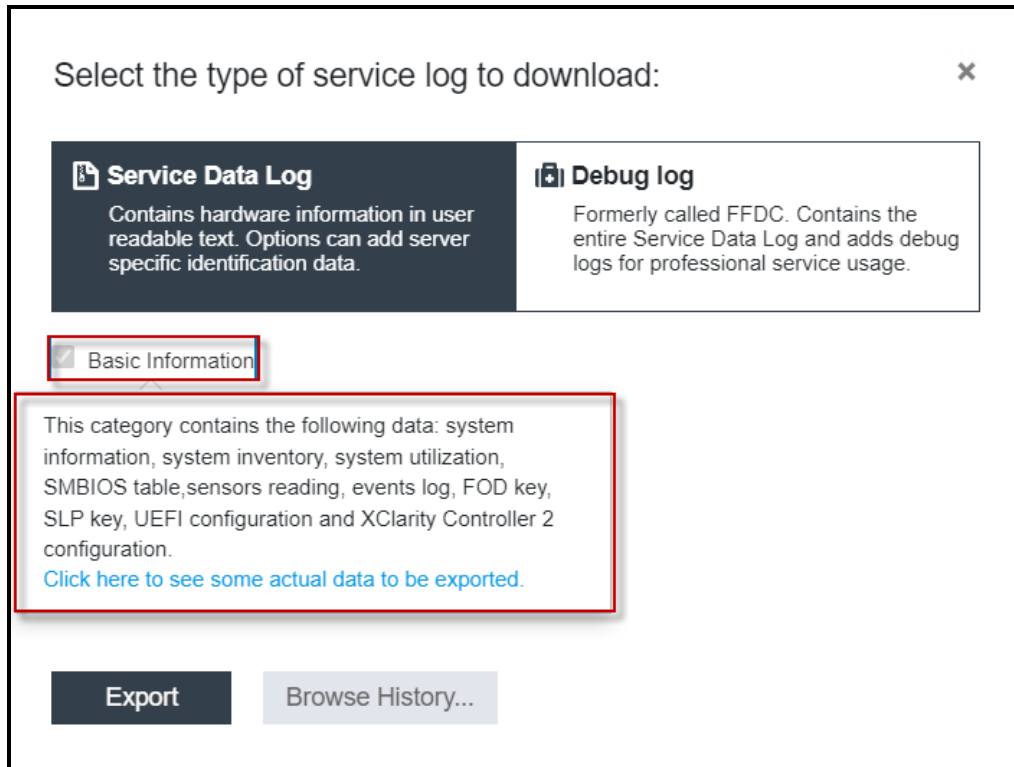 Select the type of service log to download:
Service Data Log
Contains hardware information in user
readable text. Options can add server
specific identification data.
Debug log
Formerly called FFDC. Contains the
entire Service Data Log and adds debug
logs for professional service usage.
Basic Information
This category contains the following data: system
information, system inventory, system utilization,
SMBIOS table,sensors reading, events log, FOD key,
SLP key, UEFI configuration and XClarity Controller 2
configuration.
Click here to see some actual data to be exported.
Export
Browse History...